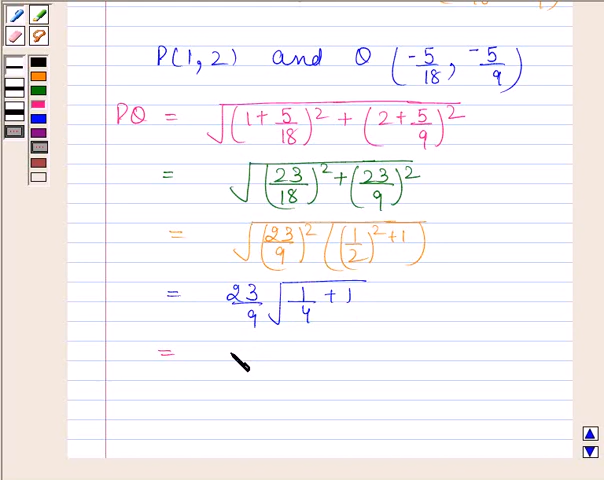 P(1, 2) and Q (-5/18, -5/9)
PQ = √((1 + 5/18)² + (2 + 5/9)²)
= √((23/18)² + (23/9)²)
= √((23/9)² ((1/2)² + 1))
= 23/9 √(1/4 + 1)
=